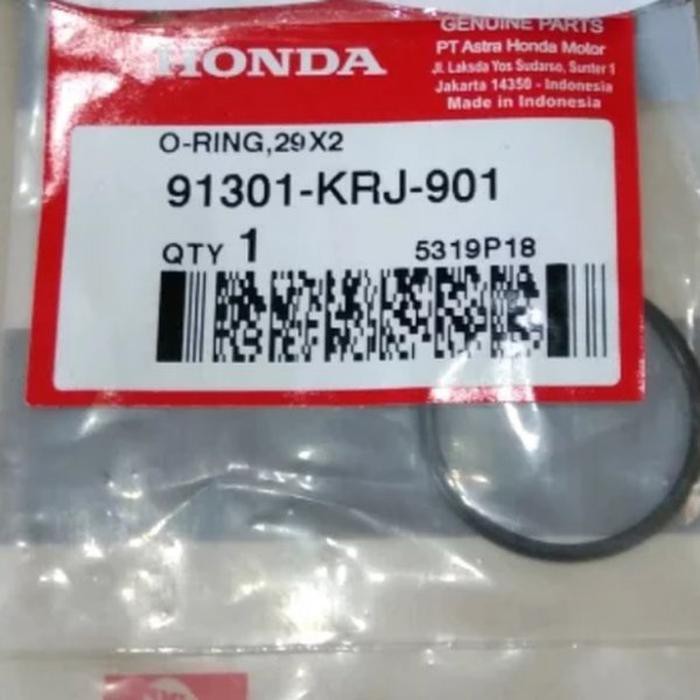 GENUINE PARTS
HONDA
PT Astra Honda Motor
Jl. Laksda Yos Sudarso, Sunter 1
Jakarta 14350 - Indonesia
Made in Indonesia
O-RING,29X2
91301-KRJ-901
QTY 1
5319P18